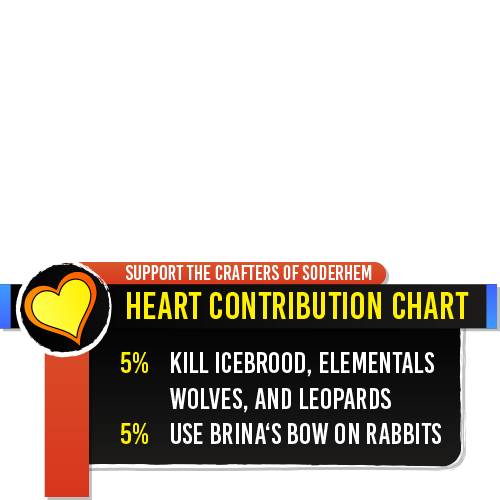 SUPPORT THE CRAFTERS OF SODERHEM
HEART CONTRIBUTION CHART
5% KILL ICEBROOD, ELEMENTALS
WOLVES, AND LEOPARDS
5% USE BRINA‘S BOW ON RABBITS